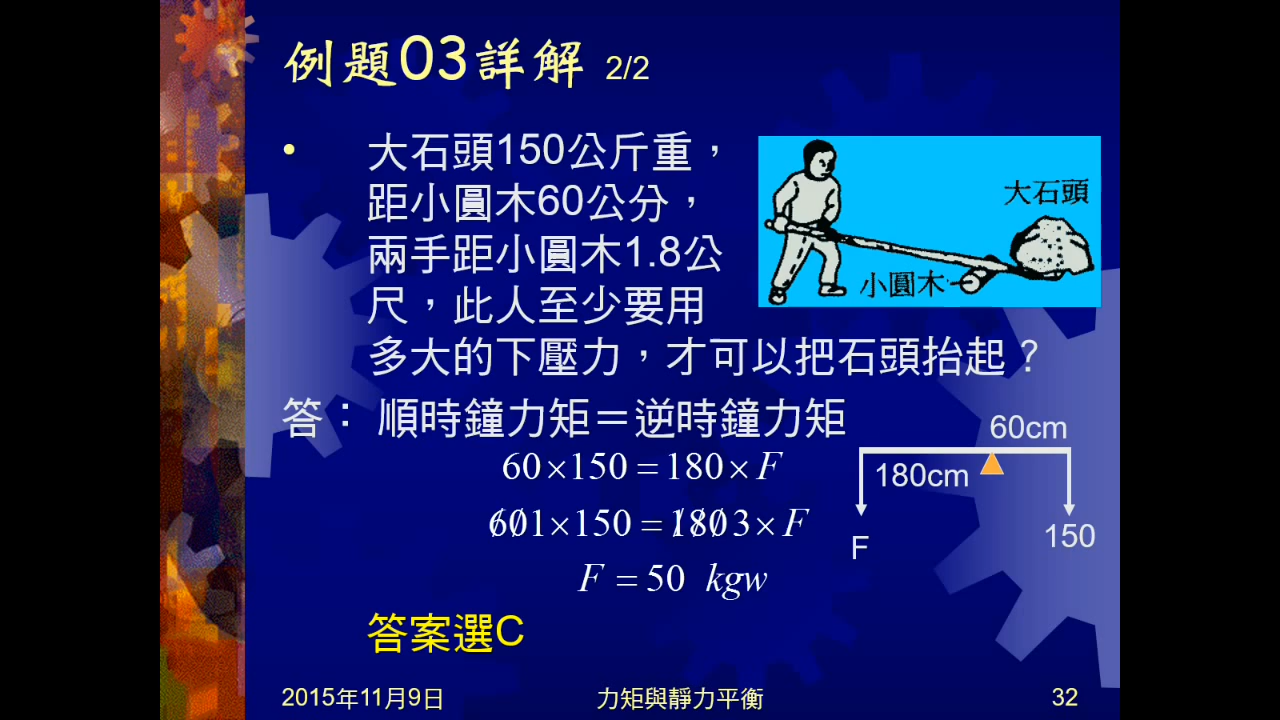 例題03詳解 2/2
• 大石頭150公斤重，
距小圓木60公分，
兩手距小圓木1.8公
尺，此人至少要用
多大的下壓力，才可以把石頭抬起？
大石頭
小圓木
答： 順時鐘力矩＝逆時鐘力矩
60×150＝180×F
601×150＝1803×F
F＝50 kgw
60cm
180cm
F
150
答案選C
2015年11月9日
力矩與靜力平衡
32